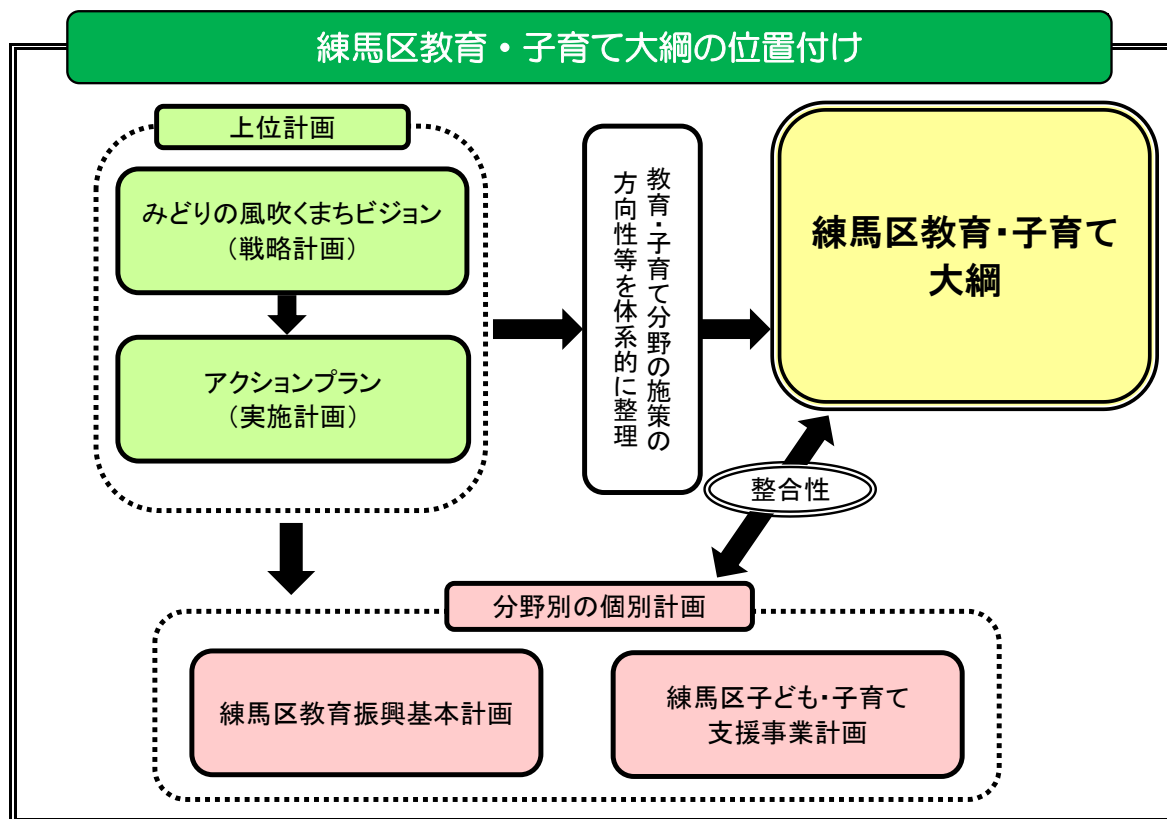 練馬区教育・子育て大綱の位置付け
上位計画
みどりの風吹くまちビジョン
（戦略計画）
アクションプラン
（実施計画）
教育・子育て分野の施策の
方向性等を体系的に整理
練馬区教育・子育て
大綱
整合性
分野別の個別計画
練馬区教育振興基本計画
練馬区子ども・子育て
支援事業計画